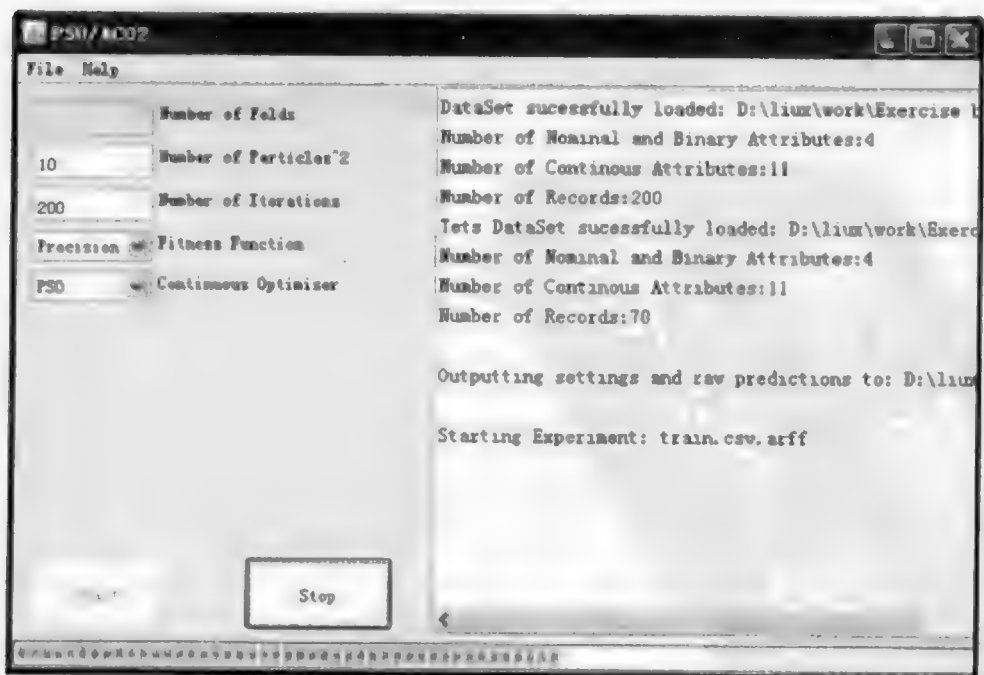 PSO/ACO2
File Help
Number of Folds
10 Number of Particles^2
200 Number of Iterations
Precision Fitness Function
PSO Continuous Optimiser
Stop
DataSet sucessfully loaded: D:\liux\work\Exercise
Number of Nominal and Binary Attributes:4
Number of Continous Attributes:11
Number of Records:200
Tets DataSet sucessfully loaded: D:\liux\work\Exerc
Number of Nominal and Binary Attributes:4
Number of Continous Attributes:11
Number of Records:70
Outputting settings and raw predictions to: D:\liux
Starting Experiment: train.csv.arff